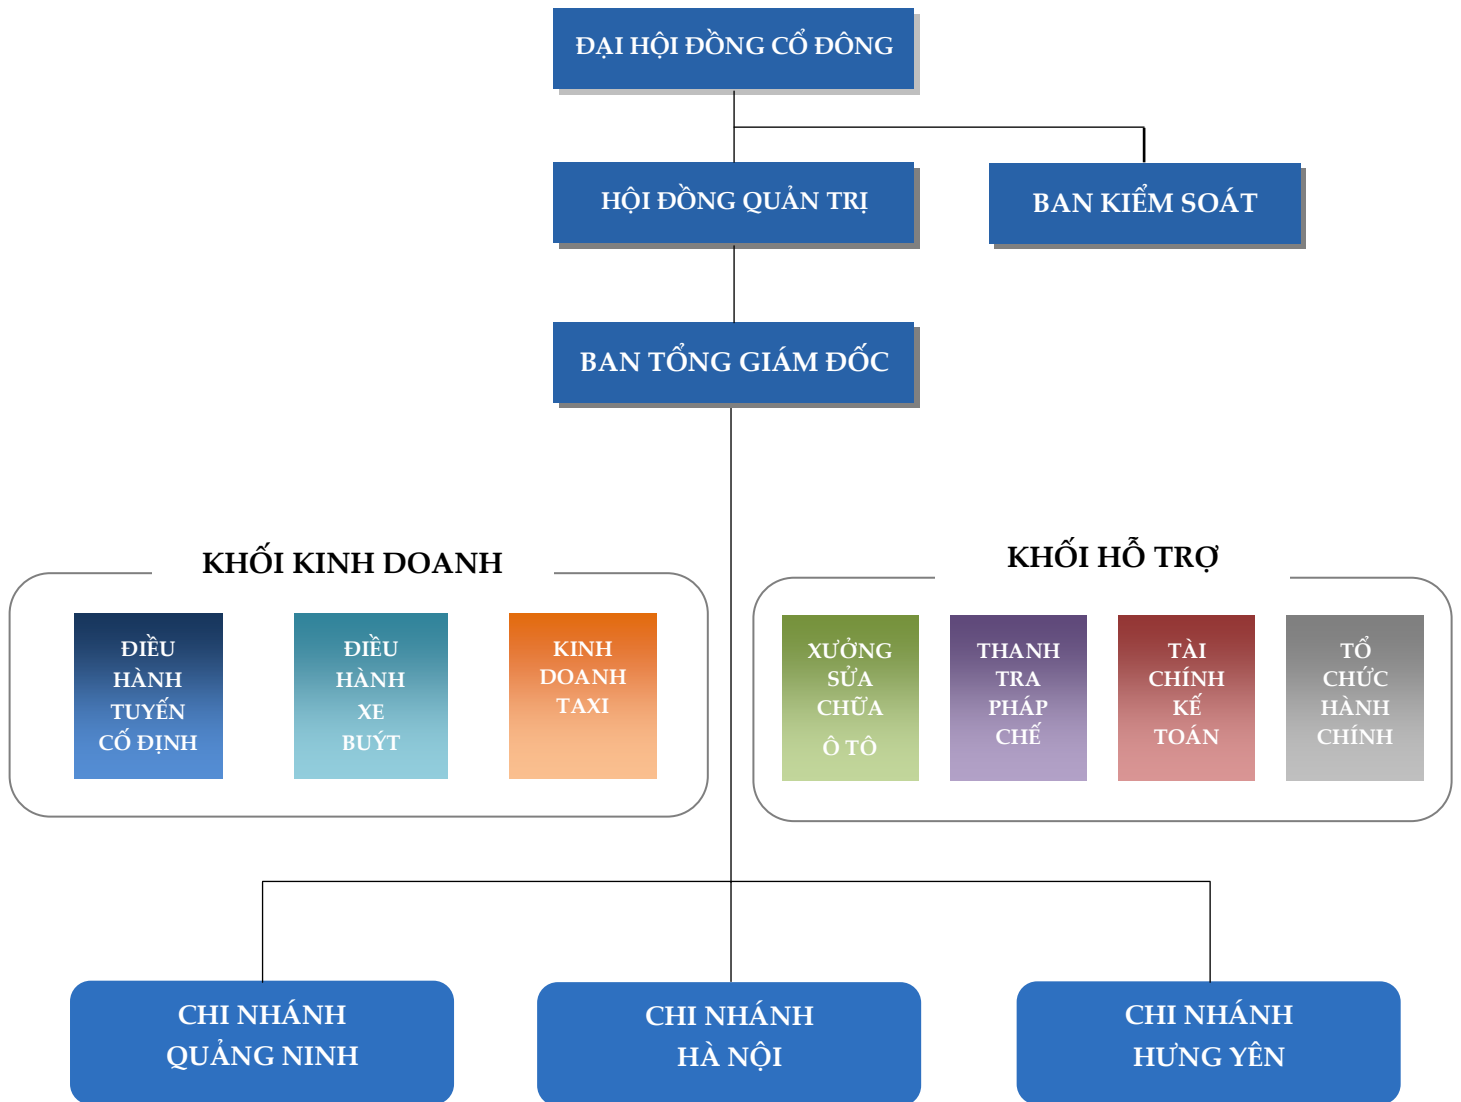 ĐẠI HỘI ĐỒNG CỔ ĐÔNG
HỘI ĐỒNG QUẢN TRỊ
BAN KIỂM SOÁT
BAN TỔNG GIÁM ĐỐC
KHỐI KINH DOANH
ĐIỀU
HÀNH
TUYẾN
CỐ ĐỊNH
ĐIỀU
HÀNH
XE
BUÝT
KINH
DOANH
TAXI
KHỐI HỖ TRỢ
XƯỞNG
SỬA
CHỮA
Ô TÔ
THANH
TRA
PHÁP
CHẾ
TÀI
CHÍNH
KẾ
TOÁN
TỔ
CHỨC
HÀNH
CHÍNH
CHI NHÁNH
QUẢNG NINH
CHI NHÁNH
HÀ NỘI
CHI NHÁNH
HƯNG YÊN